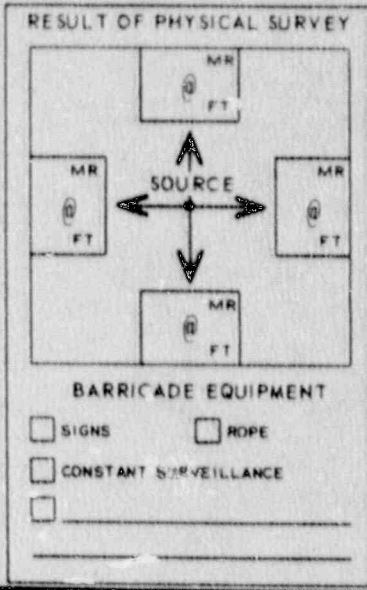 RESULT OF PHYSICAL SURVEY
MR
@
FT
MR
@
FT
SOURCE
MR
@
FT
MR
@
FT
BARRICADE EQUIPMENT
SIGNS ROPE
CONSTANT SURVEILLANCE